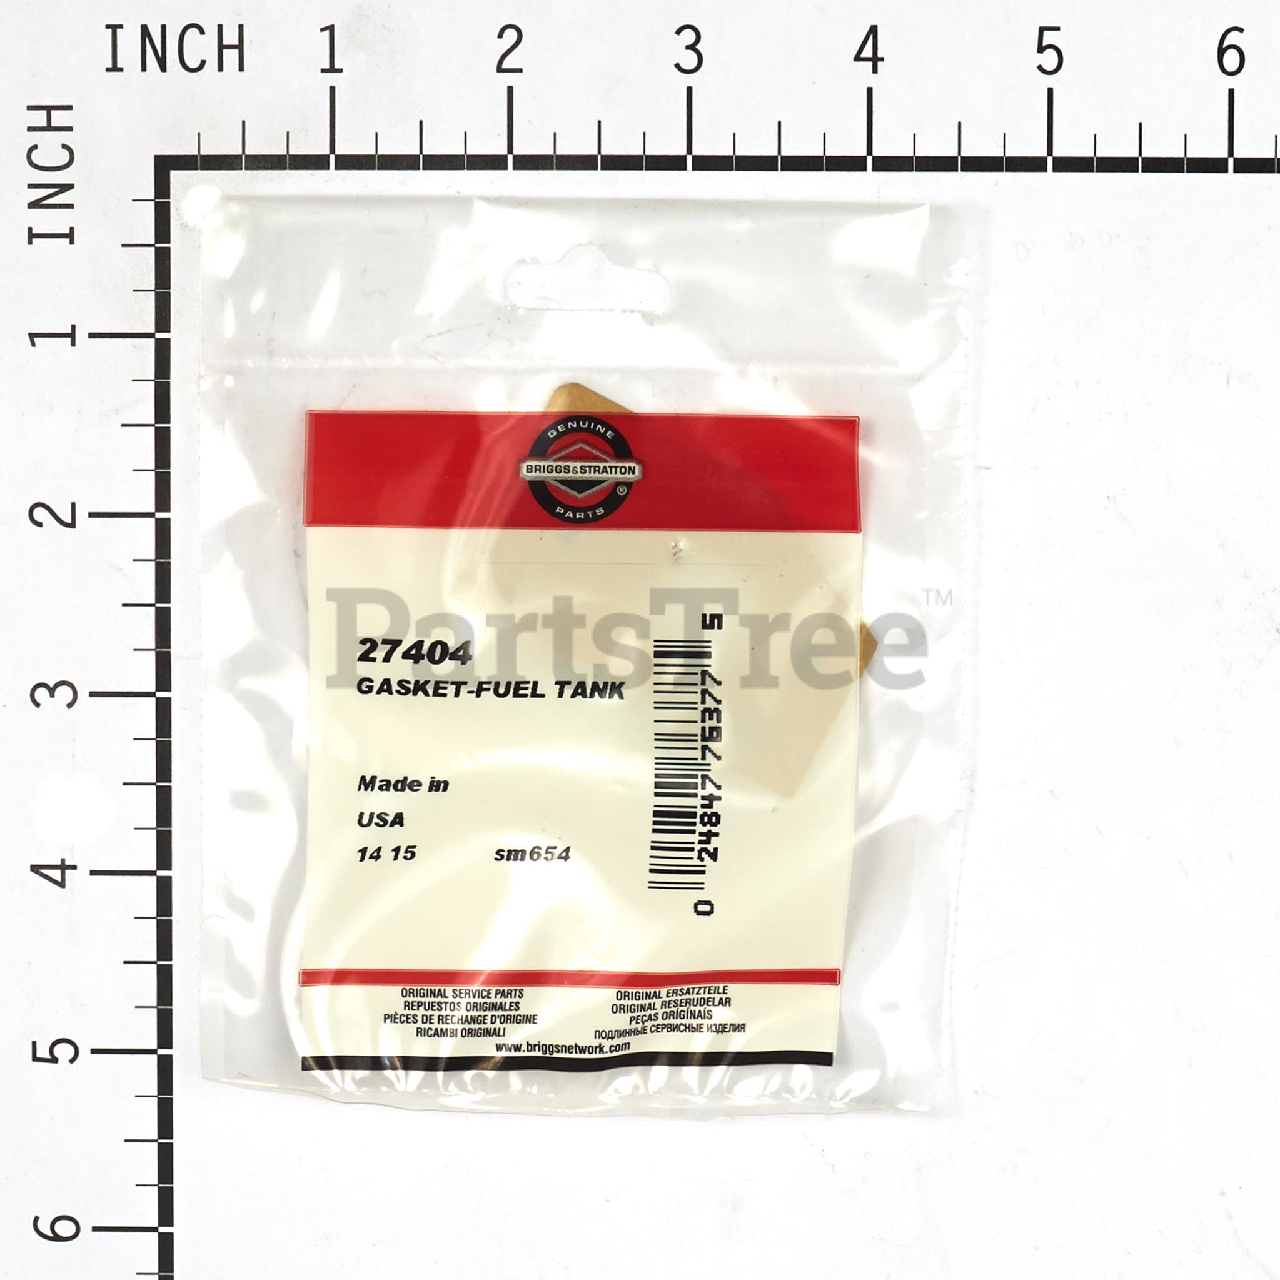 INCH 1 2 3 4 5 6
INCH
1
2
3
4
5
6
GENUINE
BRIGGS&STRATTON
®
PARTS
PartsTree™
27404
GASKET-FUEL TANK
Made in
USA
14 15 sm654
0 24847 76377 5
ORIGINAL SERVICE PARTS
REPUESTOS ORIGINALES
PIÈCES DE RECHANGE D'ORIGINE
RICAMBI ORIGINALI
ORIGINAL ERSATZTEILE
ORIGINAL RESERUDELAR
PEÇAS ORIGINAIS
ПОДЛИННЫЕ СЕРВИСНЫЕ ИЗДЕЛИЯ
www.briggsnetwork.com